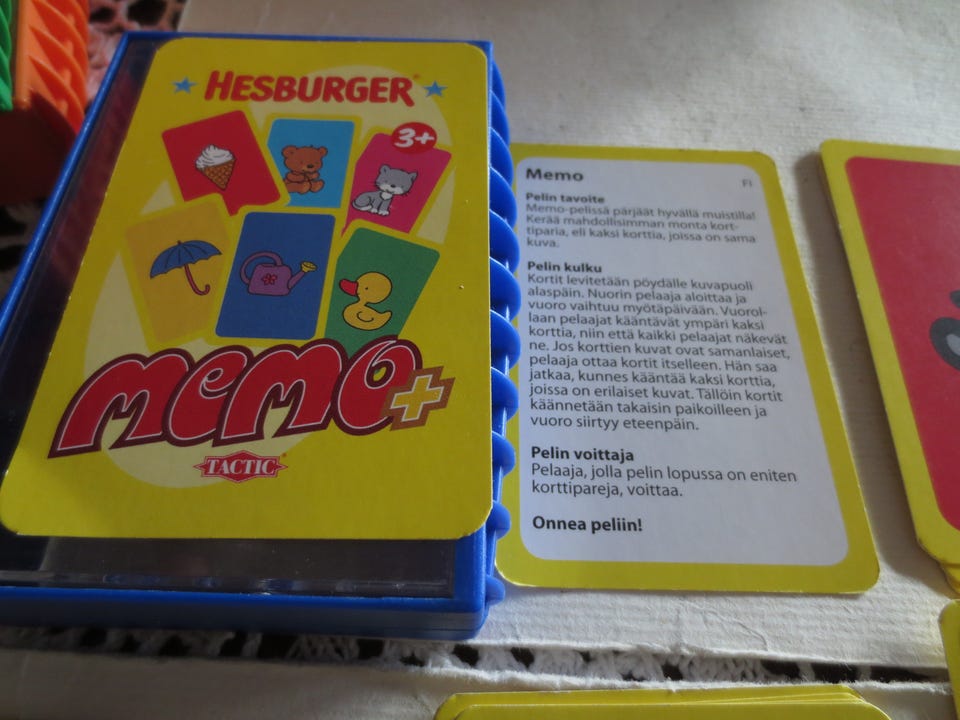 HESBURGER
3+
memo+
TACTIC
Memo
FI
Pelin tavoite
Memo-pelissä pärjäät hyvällä muistilla!
Kerää mahdollisimman monta kort-
tiparia, eli kaksi korttia, joissa on sama
kuva.
Pelin kulku
Kortit levitetään pöydälle kuvapuoli
alaspäin. Nuorin pelaaja aloittaa ja
vuoro vaihtuu myötäpäivään. Vuorol-
laan pelaajat kääntävät ympäri kaksi
korttia, niin että kaikki pelaajat näkevät
ne. Jos korttien kuvat ovat samanlaiset,
pelaaja ottaa kortit itselleen. Hän saa
jatkaa, kunnes kääntää kaksi korttia,
joissa on erilaiset kuvat. Tällöin kortit
käännetään takaisin paikoilleen ja
vuoro siirtyy eteenpäin.
Pelin voittaja
Pelaaja, jolla pelin lopussa on eniten
korttipareja, voittaa.
Onnea peliin!